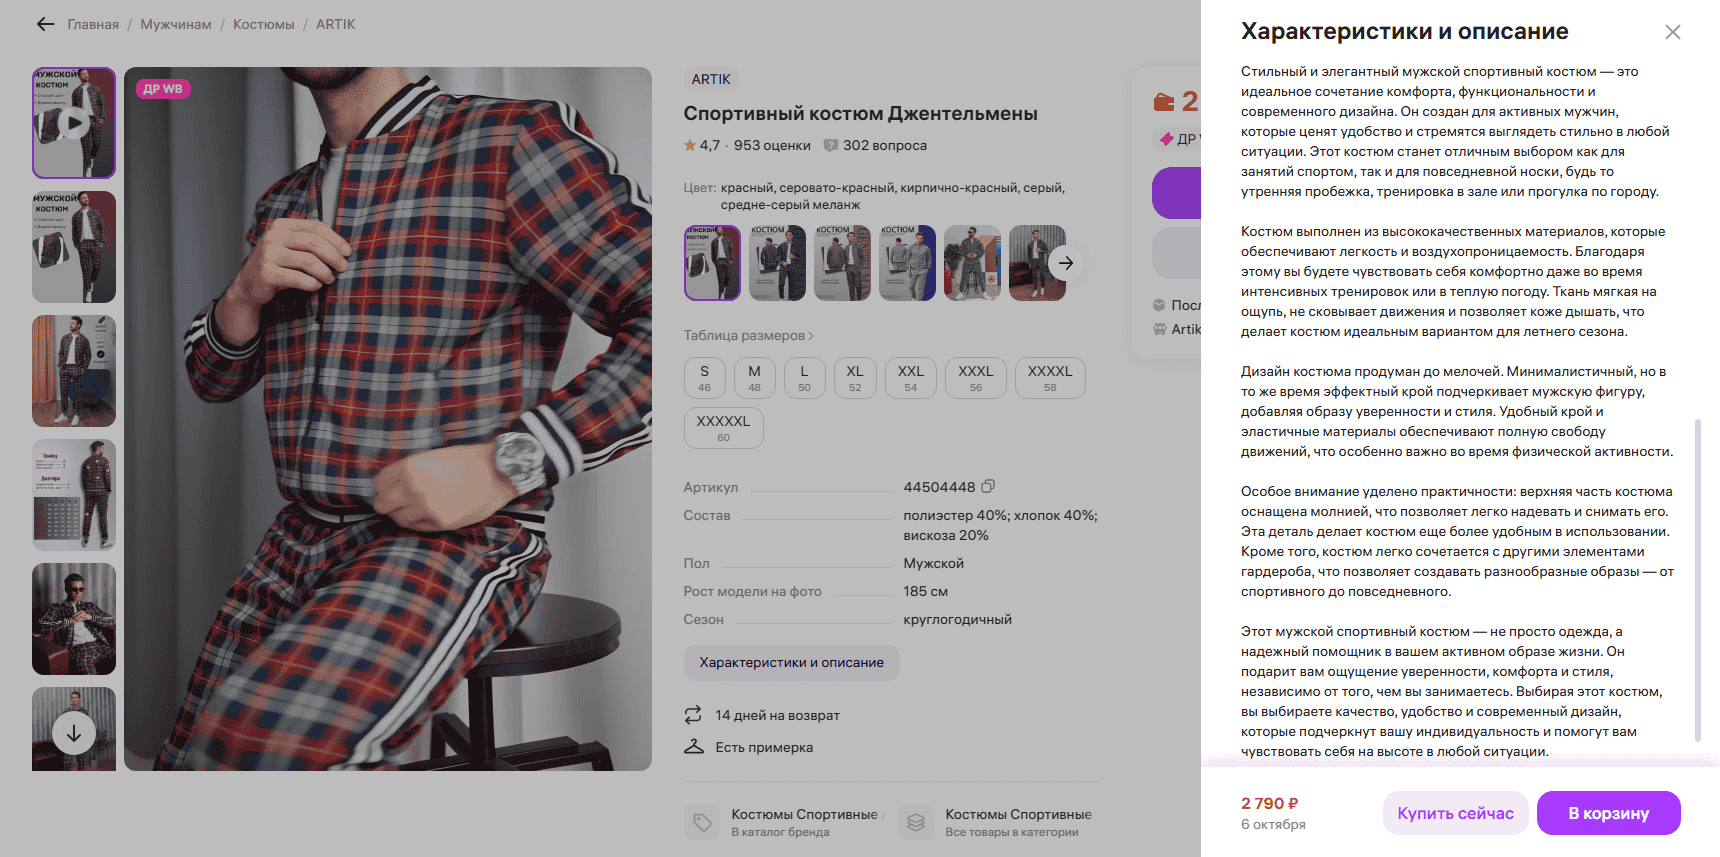 Главная / Мужчинам / Костюмы / ARTIK
ДР WB
МУЖСКОЙ
КОСТЮМ
МУЖСКОЙ
КОСТЮМ
ARTIK
Спортивный костюм Джентельмены
4,7 · 953 оценки 302 вопроса
Цвет: красный, серовато-красный, кирпично-красный, серый,
средне-серый меланж
Таблица размеров
S M L XL XXL XXXL XXXXL
46 48 50 52 54 56 58
XXXXXL
60
Артикул 44504448
Состав полиэстер 40%; хлопок 40%;
вискоза 20%
Пол Мужской
Рост модели на фото 185 см
Сезон круглогодичный
Характеристики и описание
14 дней на возврат
Есть примерка
Костюмы Спортивные /
В каталог бренда
Костюмы Спортивные
Все товары в категории
2
ДР
Посл
Artik
Характеристики и описание
Стильный и элегантный мужской спортивный костюм — это
идеальное сочетание комфорта, функциональности и
современного дизайна. Он создан для активных мужчин,
которые ценят удобство и стремятся выглядеть стильно в любой
ситуации. Этот костюм станет отличным выбором как для
занятий спортом, так и для повседневной носки, будь то
утренняя пробежка, тренировка в зале или прогулка по городу.
Костюм выполнен из высококачественных материалов, которые
обеспечивают легкость и воздухопроницаемость. Благодаря
этому вы будете чувствовать себя комфортно даже во время
интенсивных тренировок или в теплую погоду. Ткань мягкая на
ощупь, не сковывает движения и позволяет коже дышать, что
делает костюм идеальным вариантом для летнего сезона.
Дизайн костюма продуман до мелочей. Минималистичный, но в
то же время эффектный крой подчеркивает мужскую фигуру,
добавляя образу уверенности и стиля. Удобный крой и
эластичные материалы обеспечивают полную свободу
движений, что особенно важно во время физической активности.
Особое внимание уделено практичности: верхняя часть костюма
оснащена молнией, что позволяет легко надевать и снимать его.
Эта деталь делает костюм еще более удобным в использовании.
Кроме того, костюм легко сочетается с другими элементами
гардероба, что позволяет создавать разнообразные образы — от
спортивного до повседневного.
Этот мужской спортивный костюм — не просто одежда, а
надежный помощник в вашем активном образе жизни. Он
подарит вам ощущение уверенности, комфорта и стиля,
независимо от того, чем вы занимаетесь. Выбирая этот костюм,
вы выбираете качество, удобство и современный дизайн,
которые подчеркнут вашу индивидуальность и помогут вам
чувствовать себя на высоте в любой ситуации.
2 790 ₽
6 октября
Купить сейчас
В корзину